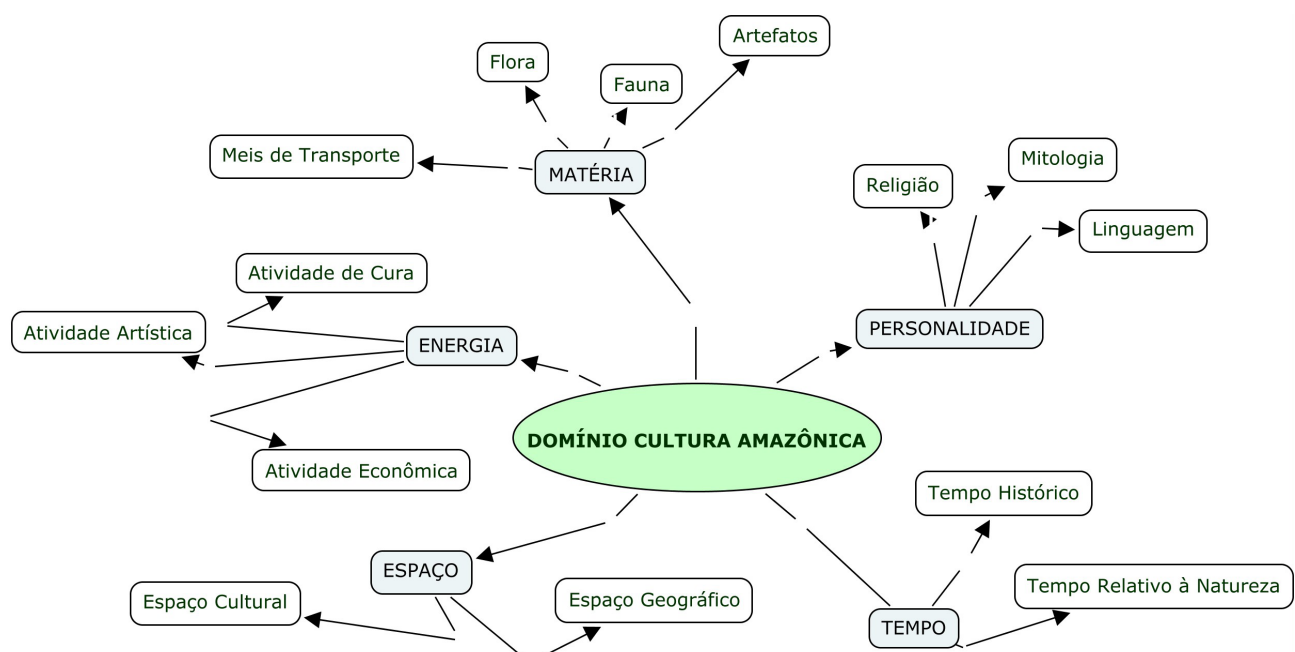 Artefatos
Flora
Fauna
Meis de Transporte
MATÉRIA
Mitologia
Religião
Linguagem
PERSONALIDADE
Atividade de Cura
Atividade Artística
ENERGIA
Atividade Econômica
DOMÍNIO CULTURA AMAZÔNICA
Tempo Histórico
ESPAÇO
Espaço Cultural
Espaço Geográfico
Tempo Relativo à Natureza
TEMPO